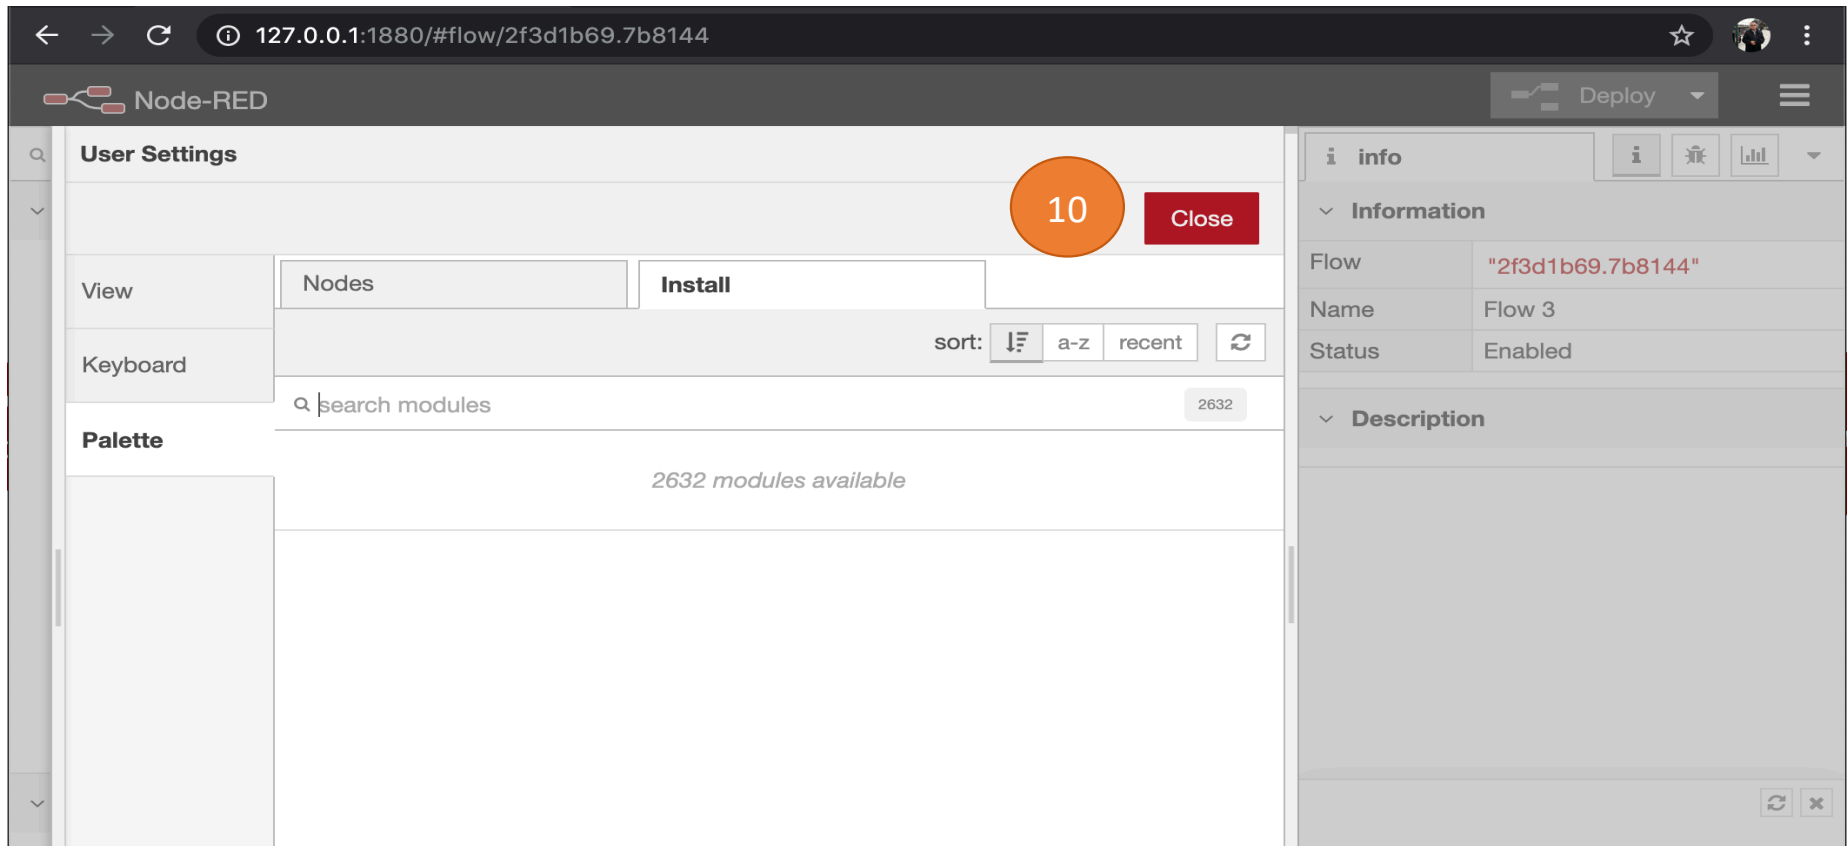 127.0.0.1:1880/#flow/2f3d1b69.7b8144
Node-RED
Deploy
User Settings
10
Close
View
Keyboard
Palette
Nodes
Install
sort:
a-z
recent
search modules
2632
2632 modules available
i info
i
Information
Flow "2f3d1b69.7b8144"
Name Flow 3
Status Enabled
Description